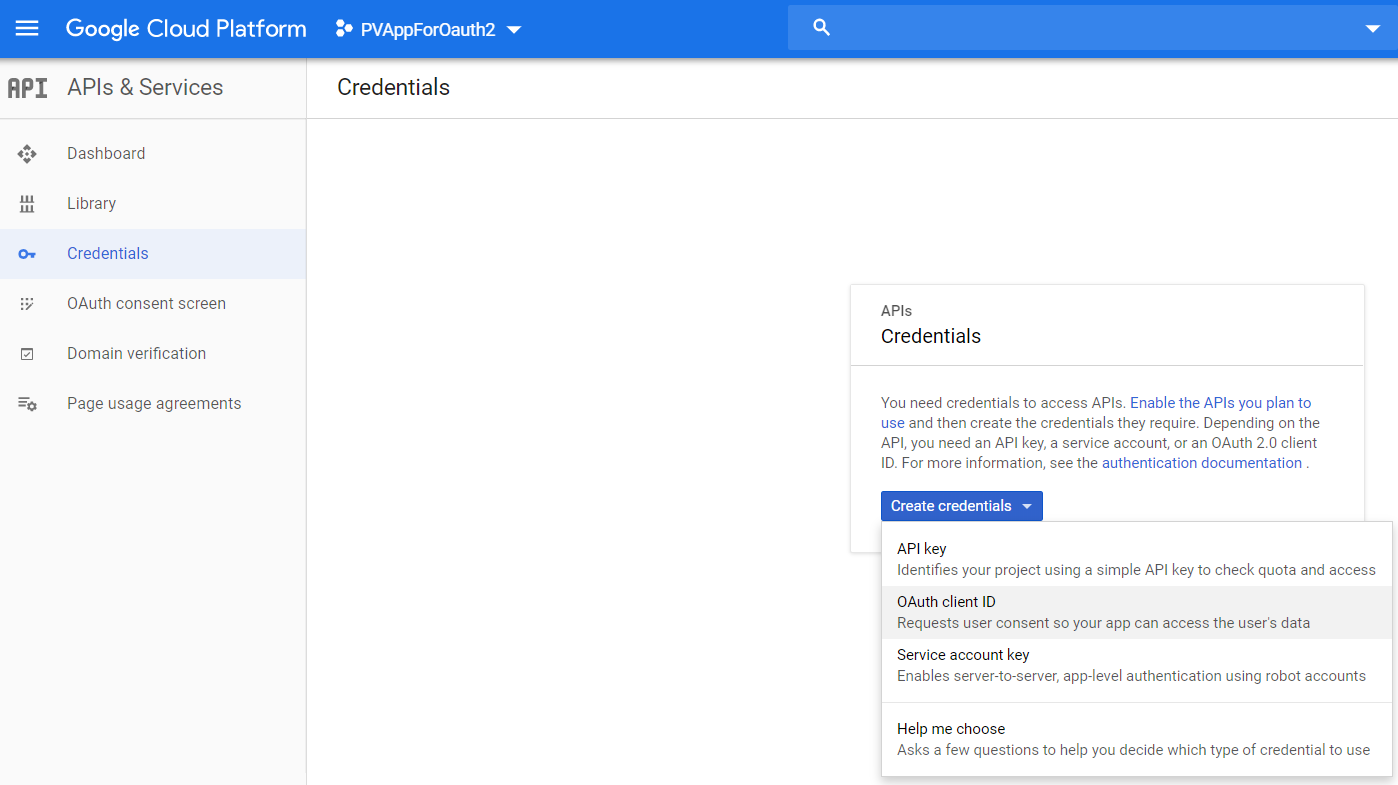 Google Cloud Platform
PVAppForOauth2
API
APIs & Services
Credentials
Dashboard
Library
Credentials
OAuth consent screen
Domain verification
Page usage agreements
APIs
Credentials
You need credentials to access APIs. Enable the APIs you plan to
use and then create the credentials they require. Depending on the
API, you need an API key, a service account, or an OAuth 2.0 client
ID. For more information, see the authentication documentation .
Create credentials
API key
Identifies your project using a simple API key to check quota and access
OAuth client ID
Requests user consent so your app can access the user's data
Service account key
Enables server-to-server, app-level authentication using robot accounts
Help me choose
Asks a few questions to help you decide which type of credential to use